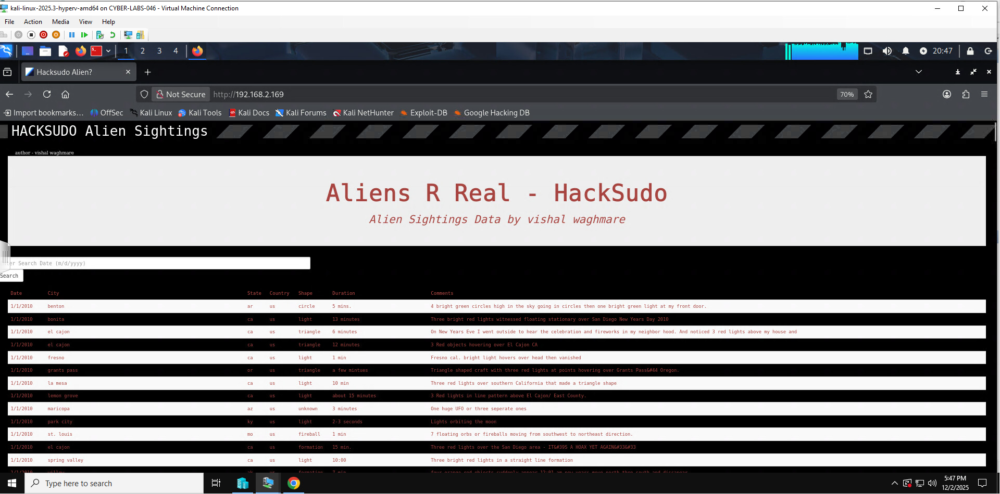 kali-linux-2025.3-hyperv-amd64 on CYBER-LABS-046 - Virtual Machine Connection
File Action Media View Help
1 2 3 4 20:47
Hacksudo Alien?
Not Secure http://192.168.2.169 70%
Import bookmarks... OffSec Kali Linux Kali Tools Kali Docs Kali Forums Kali NetHunter Exploit-DB Google Hacking DB
HACKSUDO Alien Sightings
author - vishal waghmare
Aliens R Real - HackSudo
Alien Sightings Data by vishal waghmare
Search Date (m/d/yyyy)
Search
Date City State Country Shape Duration Comments
1/1/2010 benton ar us circle 5 mins. 4 bright green circles high in the sky going in circles then one bright green light at my front door.
1/1/2010 bonita ca us light 13 minutes Three bright red lights witnessed floating stationary over San Diego New Years Day 2010
1/1/2010 el cajon ca us triangle 6 minutes On New Years Eve I went outside to hear the celebration and fireworks in my neighbor hood. And noticed 3 red lights above my house and
1/1/2010 el cajon ca us triangle 12 minutes 3 Red objects hovering over El Cajon CA
1/1/2010 fresno ca us light 1 min Fresno cal. bright light hovers over head then vanished
1/1/2010 grants pass or us triangle a few mintues Triangle shaped craft with three red lights at points hovering over Grants Pass&#44 Oregon.
1/1/2010 la mesa ca us light 10 min Three red lights over southern California that made a triangle shape
1/1/2010 lemon grove ca us light about 15 minutes 3 Red lights in line pattern above El Cajon/ East County.
1/1/2010 maricopa az us unknown 3 minutes One huge UFO or three seperate ones
1/1/2010 park city ky us light 2-3 seconds Lights orbiting the moon
1/1/2010 st. louis mo us fireball 1 min 7 floating orbs or fireballs moving from southwest to northeast direction.
1/1/2010 el cajon ca us formation 15 min. Three red lights over the San Diego area - IT&#39S A HOAX YET AGAIN&#33&#33
1/1/2010 spring valley ca us light 10:00 Three bright red lights in a straight line formation
Type here to search
5:47 PM
12/2/2025